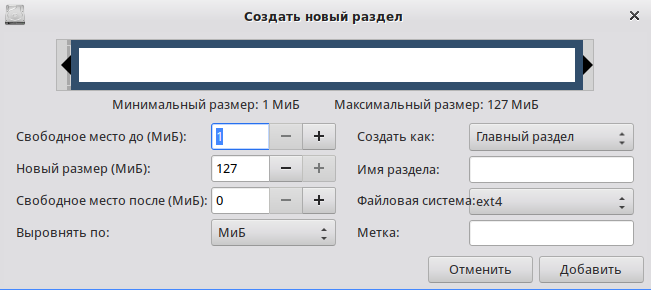 Создать новый раздел
Минимальный размер: 1 МиБ Максимальный размер: 127 МиБ
Свободное место до (МиБ): 1 Создать как: Главный раздел
Новый размер (МиБ): 127 Имя раздела:
Свободное место после (МиБ): 0 Файловая система: ext4
Выровнять по: МиБ Метка:
Отменить Добавить